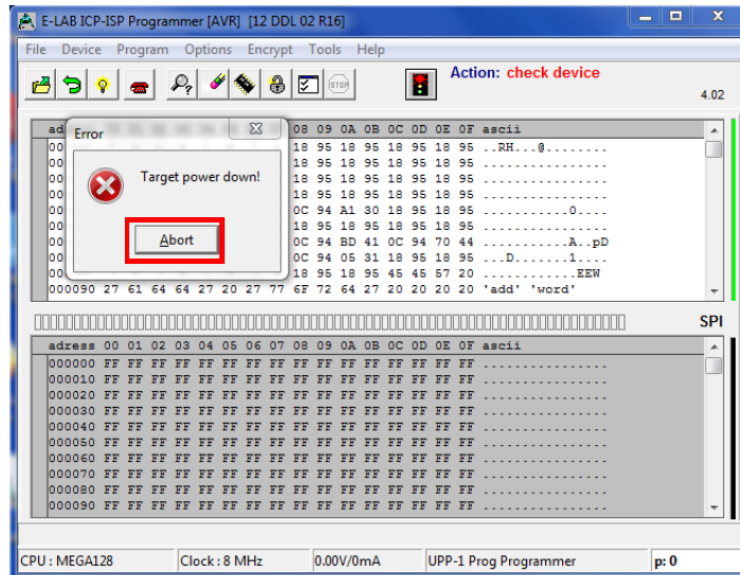 E-LAB ICP-ISP Programmer [AVR] [12 DDL 02 R16]
File Device Program Options Encrypt Tools Help
STOP
Action: check device
4.02
Error
Target power down!
Abort
ad 08 09 0A 0B 0C 0D 0E 0F ascii
00 18 95 18 95 18 95 18 95 ..RH...@........
00 18 95 18 95 18 95 18 95 ................
00 18 95 18 95 18 95 18 95 ................
00 18 95 18 95 18 95 18 95 ................
00 0C 94 A1 30 18 95 18 95 ...........0....
00 18 95 18 95 18 95 18 95 ................
00 0C 94 BD 41 0C 94 70 44 ...........A..pD
00 0C 94 05 31 18 95 18 95 ...D.......1....
00 18 95 18 95 45 45 57 20 ............EEW
000090 27 61 64 64 27 20 27 77 6F 72 64 27 20 20 20 20 'add' 'word'
SPI
adress 00 01 02 03 04 05 06 07 08 09 0A 0B 0C 0D 0E 0F ascii
000000 FF FF FF FF FF FF FF FF FF FF FF FF FF FF FF FF ................
000010 FF FF FF FF FF FF FF FF FF FF FF FF FF FF FF FF ................
000020 FF FF FF FF FF FF FF FF FF FF FF FF FF FF FF FF ................
000030 FF FF FF FF FF FF FF FF FF FF FF FF FF FF FF FF ................
000040 FF FF FF FF FF FF FF FF FF FF FF FF FF FF FF FF ................
000050 FF FF FF FF FF FF FF FF FF FF FF FF FF FF FF FF ................
000060 FF FF FF FF FF FF FF FF FF FF FF FF FF FF FF FF ................
000070 FF FF FF FF FF FF FF FF FF FF FF FF FF FF FF FF ................
000080 FF FF FF FF FF FF FF FF FF FF FF FF FF FF FF FF ................
000090 FF FF FF FF FF FF FF FF FF FF FF FF FF FF FF FF ................
CPU : MEGA128 Clock : 8 MHz 0.00V/0mA UPP-1 Prog Programmer p: 0